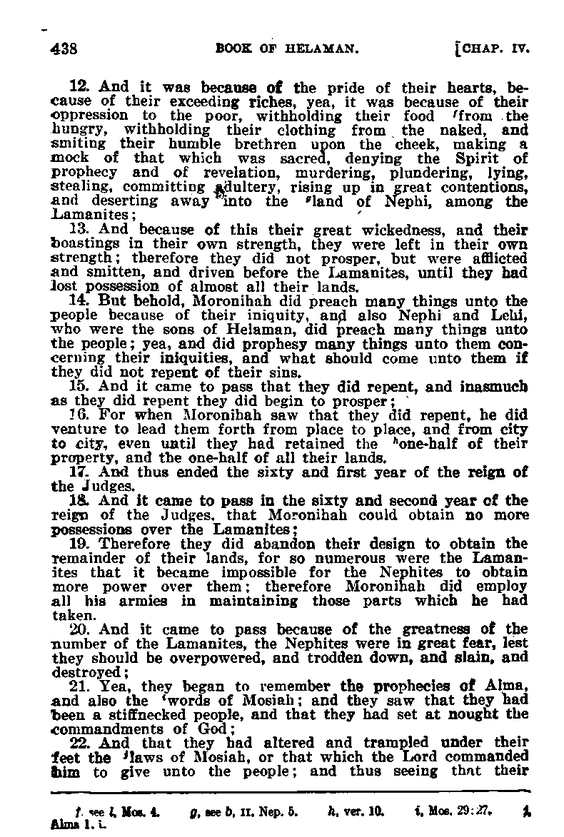 438 BOOK OF HELAMAN. [CHAP. IV.
12. And it was because of the pride of their hearts, be-
cause of their exceeding riches, yea, it was because of their
oppression to the poor, withholding their food ᶠfrom the
hungry, withholding their clothing from the naked, and
smiting their humble brethren upon the cheek, making a
mock of that which was sacred, denying the Spirit of
prophecy and of revelation, murdering, plundering, lying,
stealing, committing adultery, rising up in great contentions,
and deserting away into the ᵍland of Nephi, among the
Lamanites;
13. And because of this their great wickedness, and their
boastings in their own strength, they were left in their own
strength; therefore they did not prosper, but were afflicted
and smitten, and driven before the Lamanites, until they had
lost possession of almost all their lands.
14. But behold, Moronihah did preach many things unto the
people because of their iniquity, and also Nephi and Lehi,
who were the sons of Helaman, did preach many things unto
the people; yea, and did prophesy many things unto them con-
cerning their iniquities, and what should come unto them if
they did not repent of their sins.
15. And it came to pass that they did repent, and inasmuch
as they did repent they did begin to prosper;
16. For when Moronihah saw that they did repent, he did
venture to lead them forth from place to place, and from city
to city, even until they had retained the ʰone-half of their
property, and the one-half of all their lands.
17. And thus ended the sixty and first year of the reign of
the Judges.
18. And it came to pass in the sixty and second year of the
reign of the Judges, that Moronihah could obtain no more
possessions over the Lamanites;
19. Therefore they did abandon their design to obtain the
remainder of their lands, for so numerous were the Laman-
ites that it became impossible for the Nephites to obtain
more power over them; therefore Moronihah did employ
all his armies in maintaining those parts which he had
taken.
20. And it came to pass because of the greatness of the
number of the Lamanites, the Nephites were in great fear, lest
they should be overpowered, and trodden down, and slain, and
destroyed;
21. Yea, they began to remember the prophecies of Alma,
and also the ⁱwords of Mosiah; and they saw that they had
been a stiffnecked people, and that they had set at nought the
commandments of God;
22. And that they had altered and trampled under their
feet the ʲlaws of Mosiah, or that which the Lord commanded
him to give unto the people; and thus seeing that their
f, see l, Mos. 4. g, see b, II. Nep. 5. h, ver. 10. i, Mos. 29:27. j,
Alma 1. i.